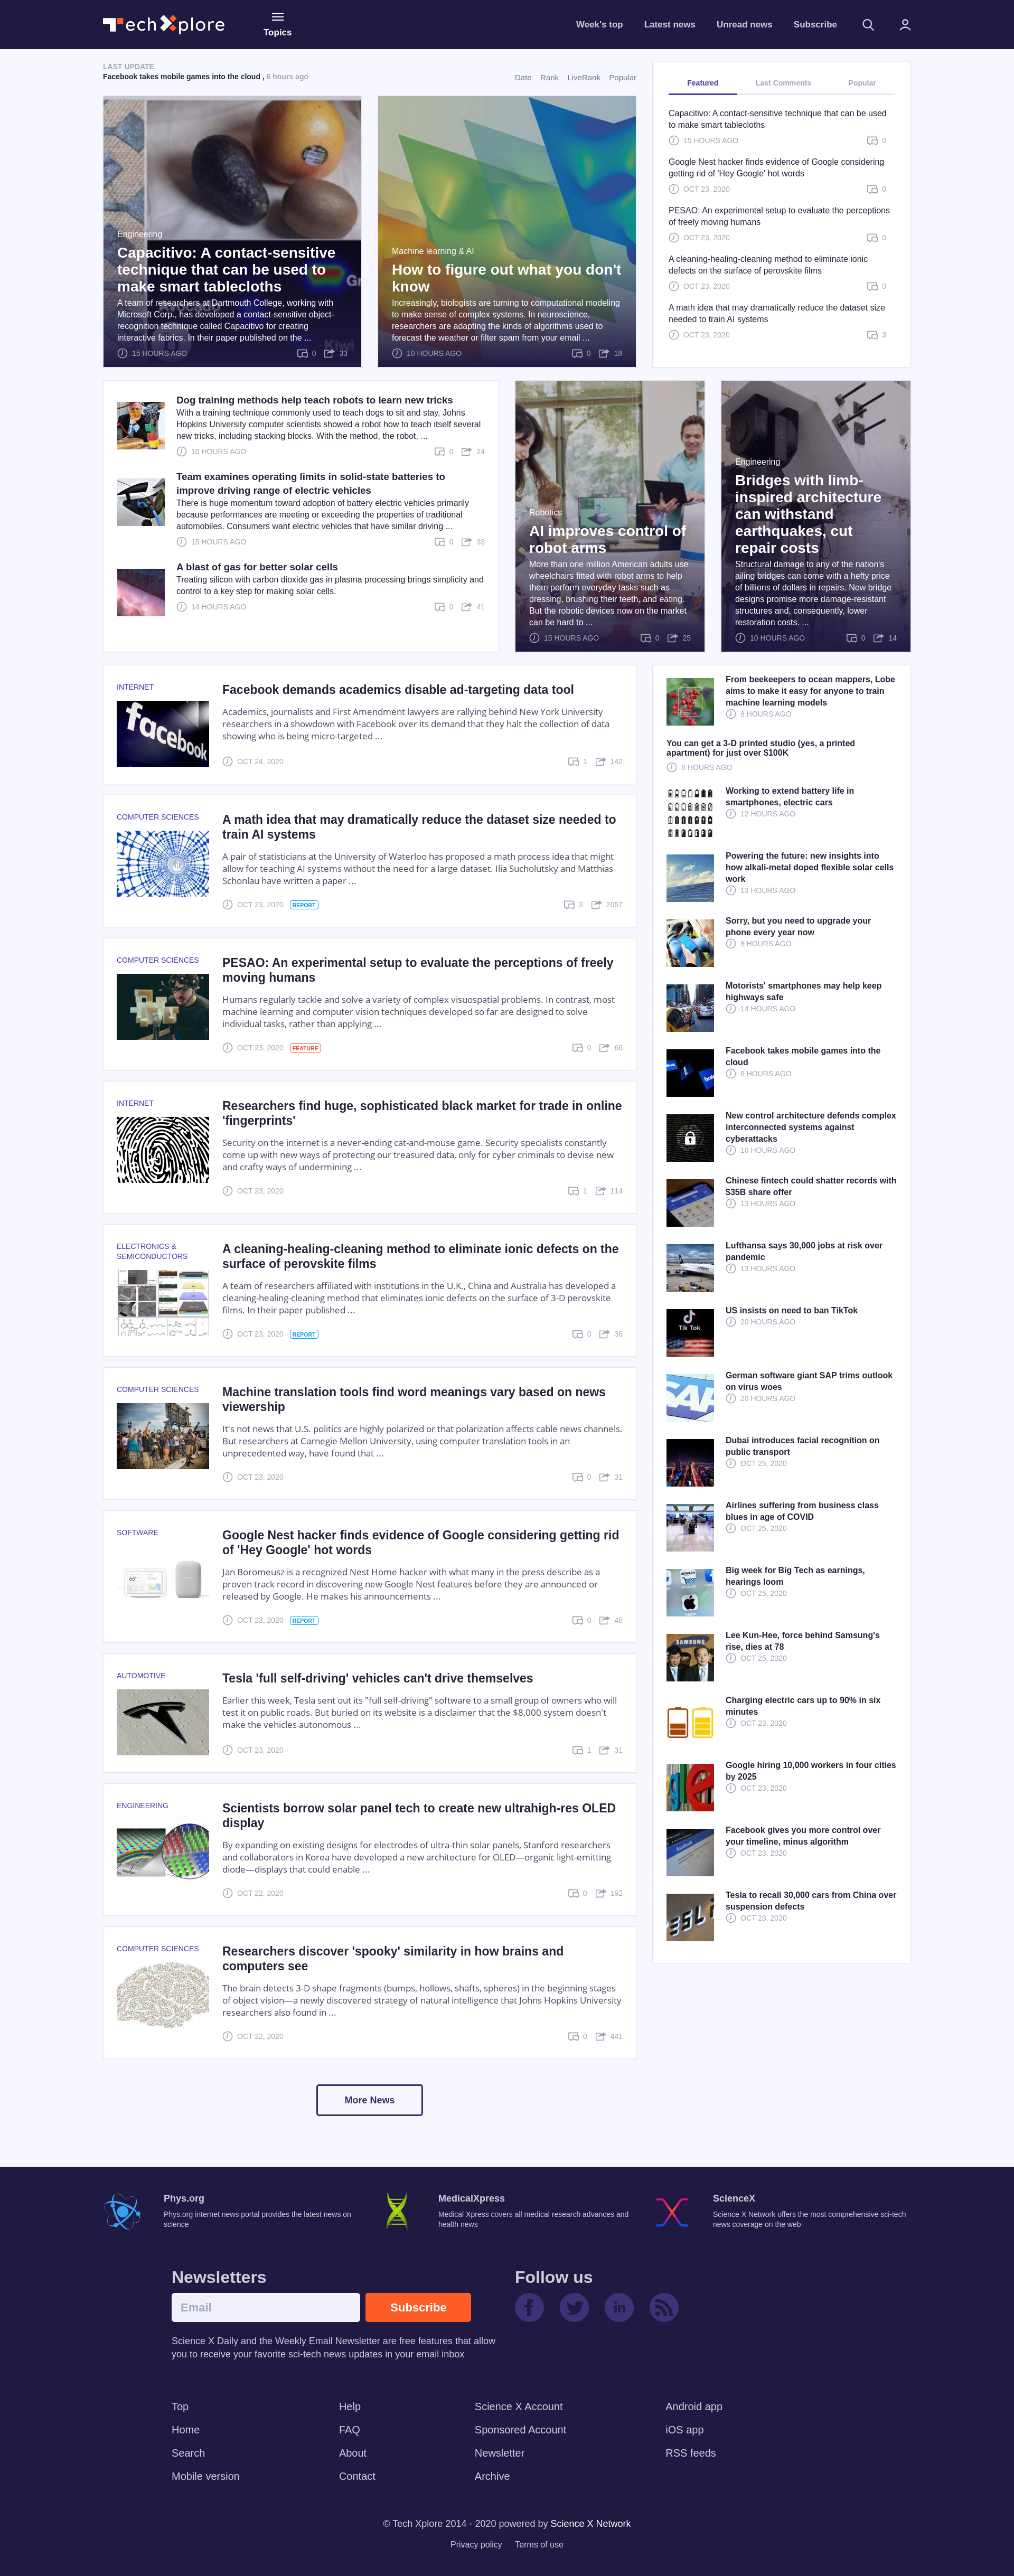 TechXplore
Topics
Week's top
Latest news
Unread news
Subscribe
LAST UPDATE
Facebook takes mobile games into the cloud , 6 hours ago
Date Rank LiveRank Popular
Engineering
Capacitivo: A contact-sensitive
technique that can be used to
make smart tablecloths
A team of researchers at Dartmouth College, working with
Microsoft Corp., has developed a contact-sensitive object-
recognition technique called Capacitivo for creating
interactive fabrics. In their paper published on the ...
15 HOURS AGO 0 33
Machine learning & AI
How to figure out what you don't
know
Increasingly, biologists are turning to computational modeling
to make sense of complex systems. In neuroscience,
researchers are adapting the kinds of algorithms used to
forecast the weather or filter spam from your email ...
10 HOURS AGO 0 18
Featured Last Comments Popular
Capacitivo: A contact-sensitive technique that can be used
to make smart tablecloths
15 HOURS AGO 0
Google Nest hacker finds evidence of Google considering
getting rid of 'Hey Google' hot words
OCT 23, 2020 0
PESAO: An experimental setup to evaluate the perceptions
of freely moving humans
OCT 23, 2020 0
A cleaning-healing-cleaning method to eliminate ionic
defects on the surface of perovskite films
OCT 23, 2020 0
A math idea that may dramatically reduce the dataset size
needed to train AI systems
OCT 23, 2020 3
Dog training methods help teach robots to learn new tricks
With a training technique commonly used to teach dogs to sit and stay, Johns
Hopkins University computer scientists showed a robot how to teach itself several
new tricks, including stacking blocks. With the method, the robot, ...
10 HOURS AGO 0 24
Team examines operating limits in solid-state batteries to
improve driving range of electric vehicles
There is huge momentum toward adoption of battery electric vehicles primarily
because performances are meeting or exceeding the properties of traditional
automobiles. Consumers want electric vehicles that have similar driving ...
15 HOURS AGO 0 33
A blast of gas for better solar cells
Treating silicon with carbon dioxide gas in plasma processing brings simplicity and
control to a key step for making solar cells.
14 HOURS AGO 0 41
Robotics
AI improves control of
robot arms
More than one million American adults use
wheelchairs fitted with robot arms to help
them perform everyday tasks such as
dressing, brushing their teeth, and eating.
But the robotic devices now on the market
can be hard to ...
15 HOURS AGO 0 25
Engineering
Bridges with limb-
inspired architecture
can withstand
earthquakes, cut
repair costs
Structural damage to any of the nation's
ailing bridges can come with a hefty price
of billions of dollars in repairs. New bridge
designs promise more damage-resistant
structures and, consequently, lower
restoration costs. ...
10 HOURS AGO 0 14
INTERNET
facebook
Facebook demands academics disable ad-targeting data tool
Academics, journalists and First Amendment lawyers are rallying behind New York University
researchers in a showdown with Facebook over its demand that they halt the collection of data
showing who is being micro-targeted ...
OCT 24, 2020 1 142
COMPUTER SCIENCES
A math idea that may dramatically reduce the dataset size needed to
train AI systems
A pair of statisticians at the University of Waterloo has proposed a math process idea that might
allow for teaching AI systems without the need for a large dataset. Ilia Sucholutsky and Matthias
Schonlau have written a paper ...
OCT 23, 2020 REPORT 3 2057
COMPUTER SCIENCES
PESAO: An experimental setup to evaluate the perceptions of freely
moving humans
Humans regularly tackle and solve a variety of complex visuospatial problems. In contrast, most
machine learning and computer vision techniques developed so far are designed to solve
individual tasks, rather than applying ...
OCT 23, 2020 FEATURE 0 66
INTERNET
Researchers find huge, sophisticated black market for trade in online
'fingerprints'
Security on the internet is a never-ending cat-and-mouse game. Security specialists constantly
come up with new ways of protecting our treasured data, only for cyber criminals to devise new
and crafty ways of undermining ...
OCT 23, 2020 1 114
ELECTRONICS &
SEMICONDUCTORS
A cleaning-healing-cleaning method to eliminate ionic defects on the
surface of perovskite films
A team of researchers affiliated with institutions in the U.K., China and Australia has developed a
cleaning-healing-cleaning method that eliminates ionic defects on the surface of 3-D perovskite
films. In their paper published ...
OCT 23, 2020 REPORT 0 36
COMPUTER SCIENCES
Machine translation tools find word meanings vary based on news
viewership
It's not news that U.S. politics are highly polarized or that polarization affects cable news channels.
But researchers at Carnegie Mellon University, using computer translation tools in an
unprecedented way, have found that ...
OCT 23, 2020 0 31
SOFTWARE
Google Nest hacker finds evidence of Google considering getting rid
of 'Hey Google' hot words
Jan Boromeusz is a recognized Nest Home hacker with what many in the press describe as a
proven track record in discovering new Google Nest features before they are announced or
released by Google. He makes his announcements ...
OCT 23, 2020 REPORT 0 48
AUTOMOTIVE
Tesla 'full self-driving' vehicles can't drive themselves
Earlier this week, Tesla sent out its "full self-driving" software to a small group of owners who will
test it on public roads. But buried on its website is a disclaimer that the $8,000 system doesn't
make the vehicles autonomous ...
OCT 23, 2020 1 31
ENGINEERING
Scientists borrow solar panel tech to create new ultrahigh-res OLED
display
By expanding on existing designs for electrodes of ultra-thin solar panels, Stanford researchers
and collaborators in Korea have developed a new architecture for OLED—organic light-emitting
diode—displays that could enable ...
OCT 22, 2020 0 192
COMPUTER SCIENCES
Researchers discover 'spooky' similarity in how brains and
computers see
The brain detects 3-D shape fragments (bumps, hollows, shafts, spheres) in the beginning stages
of object vision—a newly discovered strategy of natural intelligence that Johns Hopkins University
researchers also found in ...
OCT 22, 2020 0 441
More News
From beekeepers to ocean mappers, Lobe
aims to make it easy for anyone to train
machine learning models
8 HOURS AGO
You can get a 3-D printed studio (yes, a printed
apartment) for just over $100K
8 HOURS AGO
Working to extend battery life in
smartphones, electric cars
12 HOURS AGO
Powering the future: new insights into
how alkali-metal doped flexible solar cells
work
13 HOURS AGO
Sorry, but you need to upgrade your
phone every year now
8 HOURS AGO
Motorists' smartphones may help keep
highways safe
14 HOURS AGO
Facebook takes mobile games into the
cloud
6 HOURS AGO
New control architecture defends complex
interconnected systems against
cyberattacks
10 HOURS AGO
Chinese fintech could shatter records with
$35B share offer
13 HOURS AGO
Lufthansa says 30,000 jobs at risk over
pandemic
13 HOURS AGO
Tik Tok
US insists on need to ban TikTok
20 HOURS AGO
SAP
German software giant SAP trims outlook
on virus woes
20 HOURS AGO
Dubai introduces facial recognition on
public transport
OCT 25, 2020
Airlines suffering from business class
blues in age of COVID
OCT 25, 2020
Big week for Big Tech as earnings,
hearings loom
OCT 25, 2020
SAMSUNG
Lee Kun-Hee, force behind Samsung's
rise, dies at 78
OCT 25, 2020
Charging electric cars up to 90% in six
minutes
OCT 23, 2020
Google hiring 10,000 workers in four cities
by 2025
OCT 23, 2020
Facebook gives you more control over
your timeline, minus algorithm
OCT 23, 2020
Tesla to recall 30,000 cars from China over
suspension defects
OCT 23, 2020
Phys.org
Phys.org internet news portal provides the latest news on
science
MedicalXpress
Medical Xpress covers all medical research advances and
health news
ScienceX
Science X Network offers the most comprehensive sci-tech
news coverage on the web
Newsletters
Email
Subscribe
Science X Daily and the Weekly Email Newsletter are free features that allow
you to receive your favorite sci-tech news updates in your email inbox
Follow us
Top
Home
Search
Mobile version
Help
FAQ
About
Contact
Science X Account
Sponsored Account
Newsletter
Archive
Android app
iOS app
RSS feeds
© Tech Xplore 2014 - 2020 powered by Science X Network
Privacy policy Terms of use